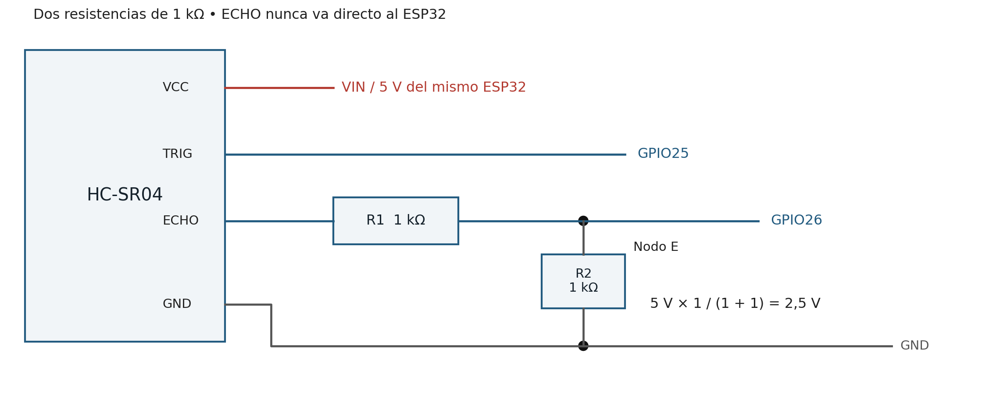 Dos resistencias de 1 kΩ • ECHO nunca va directo al ESP32
VCC
VIN / 5 V del mismo ESP32
TRIG
GPIO25
HC-SR04
ECHO
R1  1 kΩ
GPIO26
Nodo E
R2
1 kΩ
GND
5 V × 1 / (1 + 1) = 2,5 V
GND